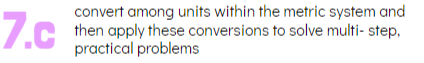 7.c
convert among units within the metric system and
then apply these conversions to solve multi- step,
practical problems